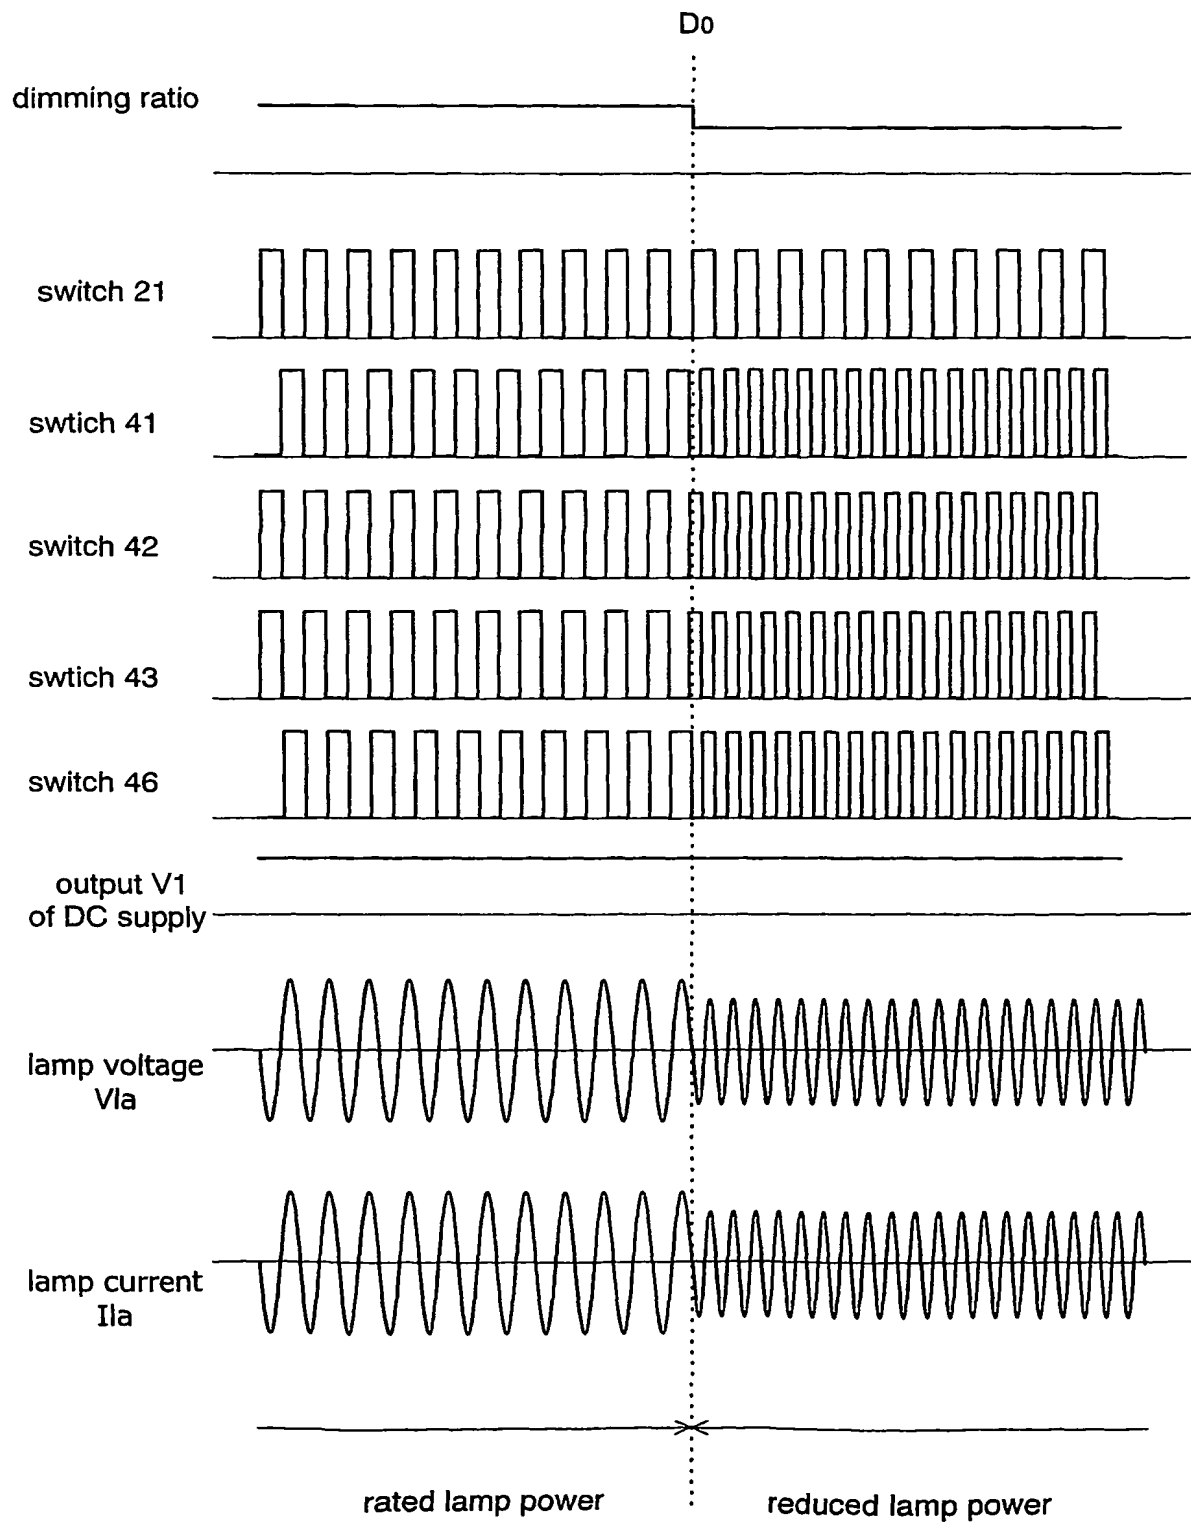 D0
dimming ratio
switch 21
swtich 41
switch 42
swtich 43
switch 46
output V1
of DC supply
lamp voltage
Vla
lamp current
Ila
rated lamp power
reduced lamp power